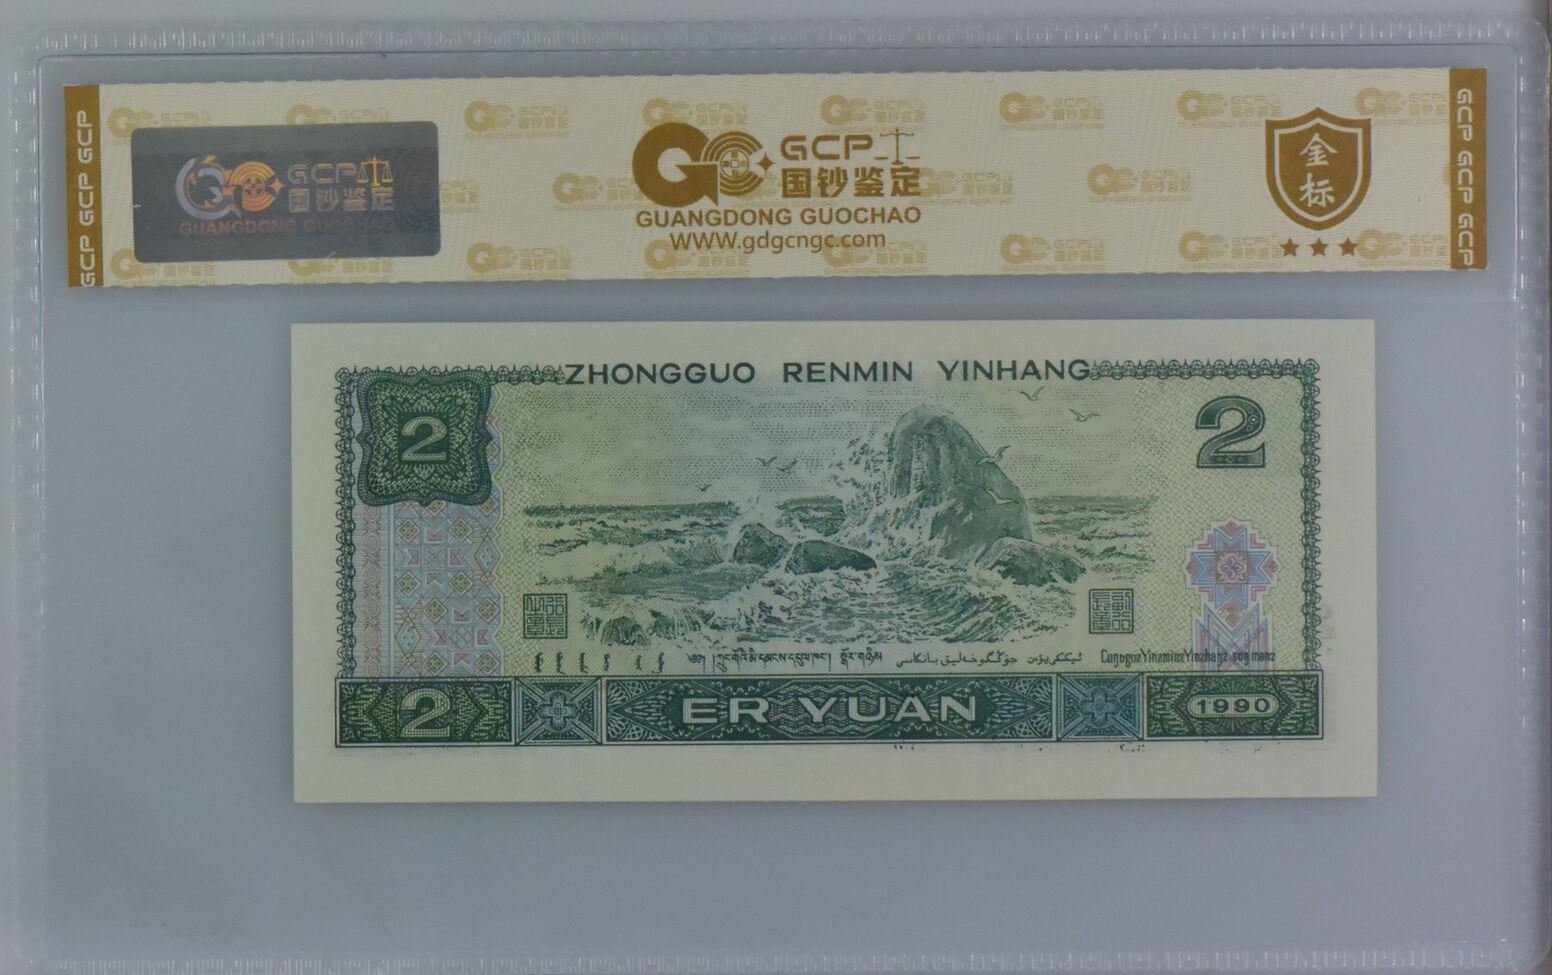 GCP GCP GCP
GCP
国钞鉴定
GUANGDONG GUOCHAO
GCP
国钞鉴定
GUANGDONG GUOCHAO
WWW.gdgcngc.com
金
标
GCP GCP GCP
ZHONGGUO RENMIN YINHANG
2
2
2
ER YUAN
1990